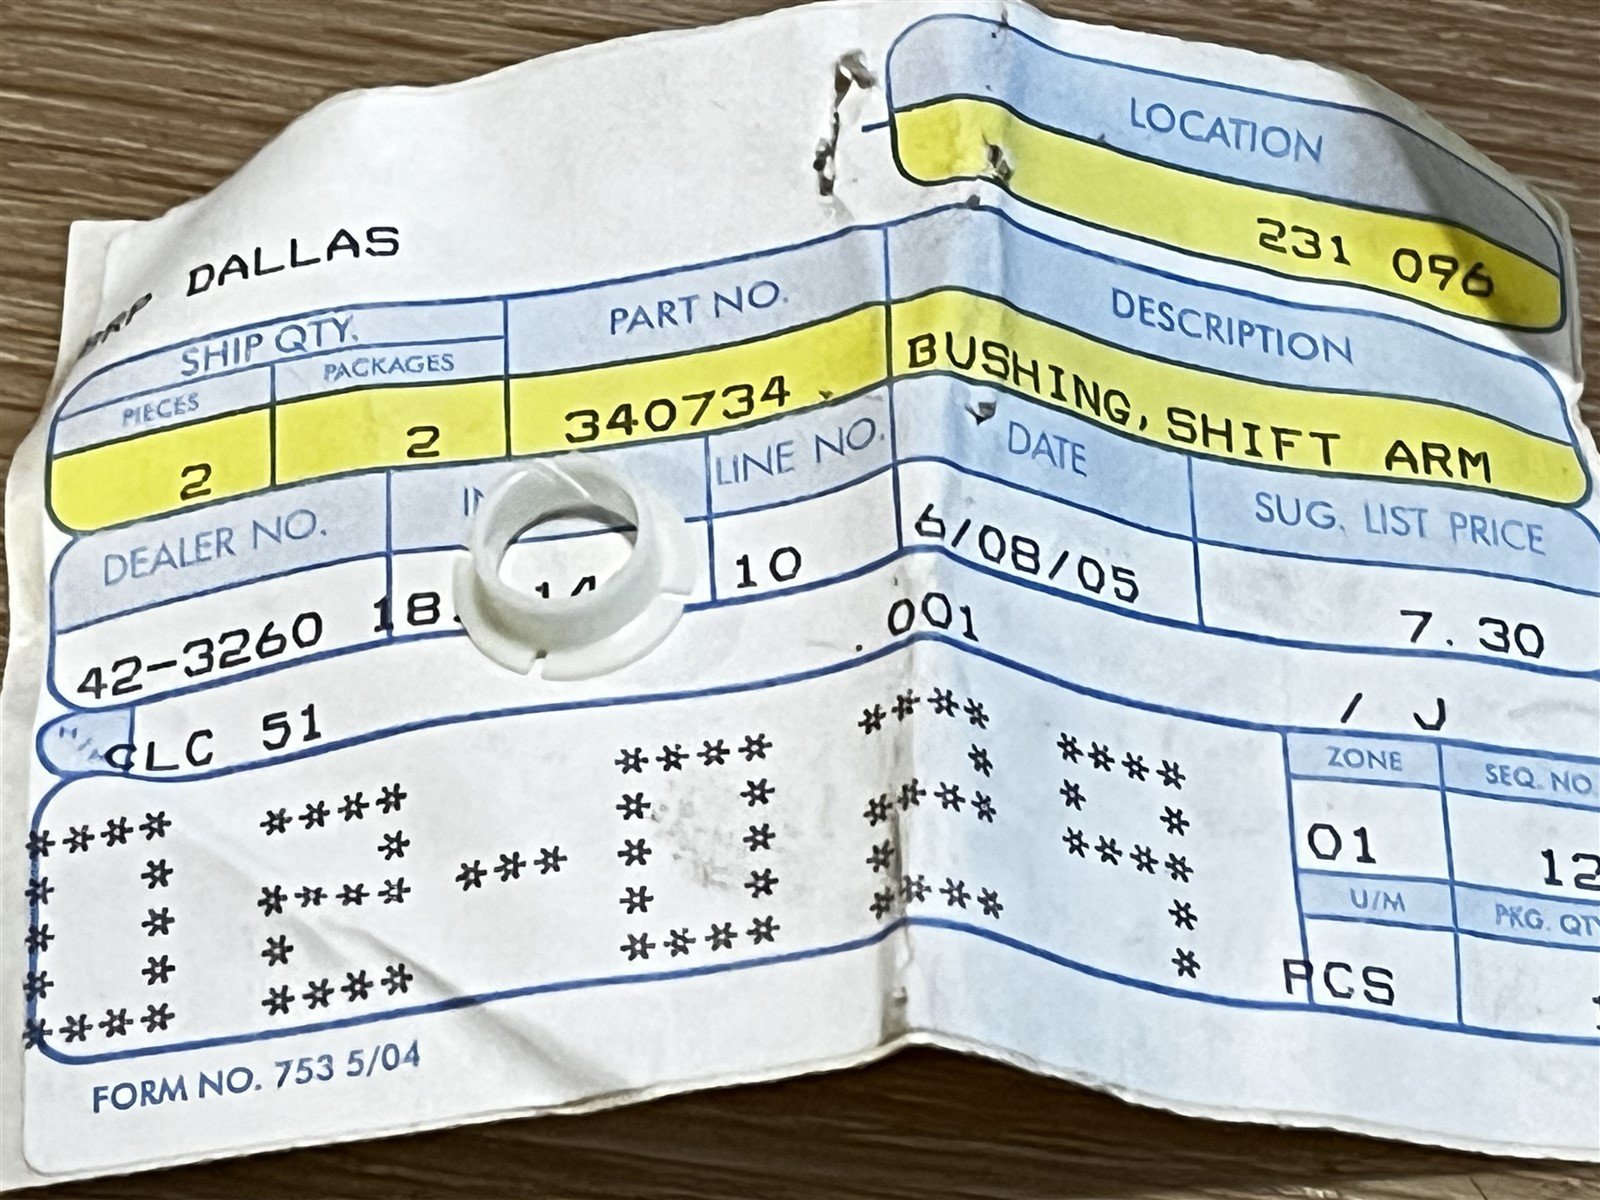 LOCATION
231 096
DALLAS
SHIP QTY.
PIECES PACKAGES PART NO. DESCRIPTION
2 2 340734 BUSHING, SHIFT ARM
DEALER NO. LINE NO. DATE SUG. LIST PRICE
42-3260 18. 10 6/08/05 7.30
.001
CLC 51 / J
ZONE SEQ. NO.
01 12
U/M PKG. QTY
PCS
FORM NO. 753 5/04